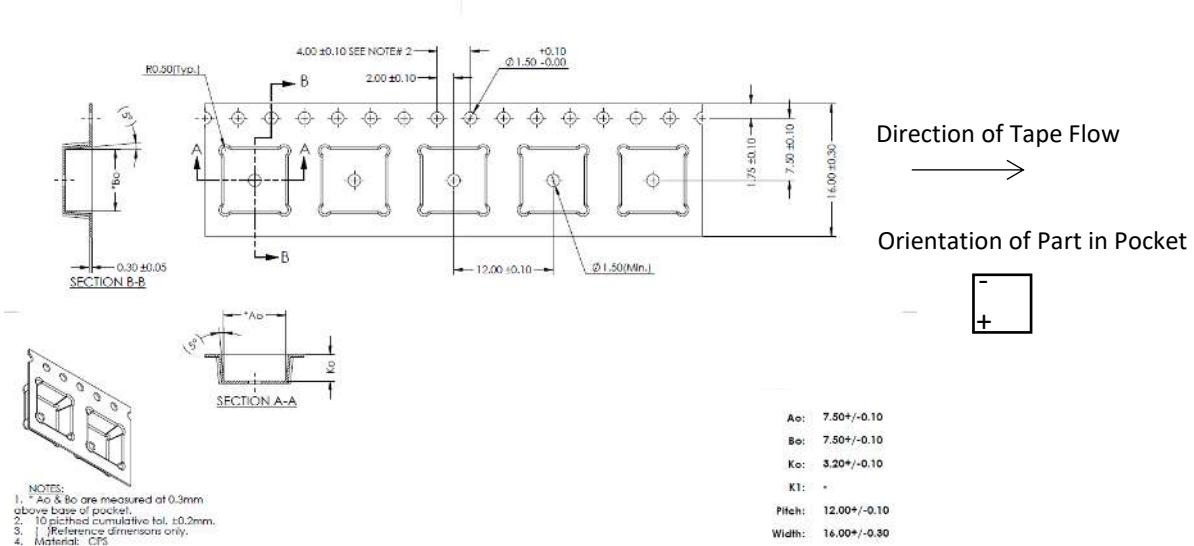 4.00 ±0.10 SEE NOTE# 2
+0.10
Ø1.50 -0.00
R0.50(Typ.)
2.00 ±0.10
B
(5°)
A
A
*Bo
1.75 ±0.10
7.50 ±0.10
16.00 ±0.30
B
0.30 ±0.05
SECTION B-B
12.00 ±0.10
Ø1.50(Min.)
Direction of Tape Flow
Orientation of Part in Pocket
-
+
*Ao
(5°)
Ko
SECTION A-A
Ao: 7.50+/-0.10
Bo: 7.50+/-0.10
Ko: 3.20+/-0.10
K1: -
Pitch: 12.00+/-0.10
Width: 16.00+/-0.30
NOTES:
1. * Ao & Bo are measured at 0.3mm
above base of pocket.
2. 10 picthed cumulative tol. ±0.2mm.
3. ( )Reference dimensons only.
4. Material: CPS